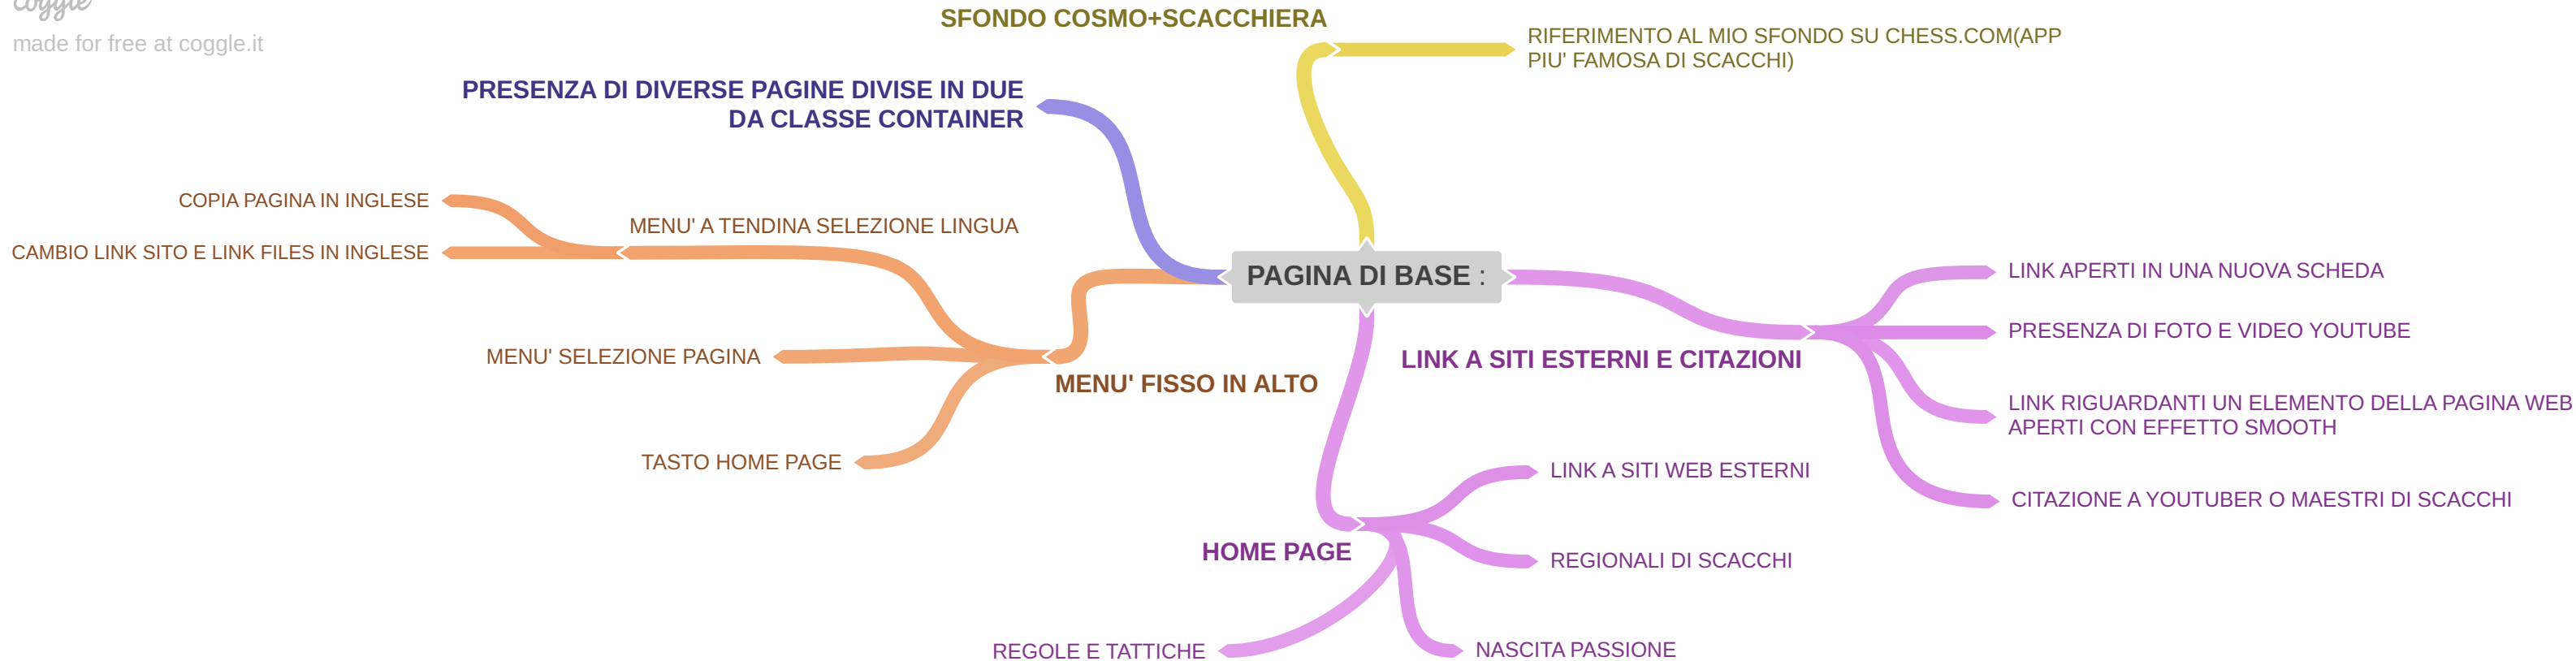 coggle
made for free at coggle.it
SFONDO COSMO+SCACCHIERA
RIFERIMENTO AL MIO SFONDO SU CHESS.COM(APP
PIU' FAMOSA DI SCACCHI)
PRESENZA DI DIVERSE PAGINE DIVISE IN DUE
DA CLASSE CONTAINER
COPIA PAGINA IN INGLESE
CAMBIO LINK SITO E LINK FILES IN INGLESE
MENU' A TENDINA SELEZIONE LINGUA
MENU' SELEZIONE PAGINA
TASTO HOME PAGE
MENU' FISSO IN ALTO
PAGINA DI BASE :
LINK A SITI ESTERNI E CITAZIONI
LINK APERTI IN UNA NUOVA SCHEDA
PRESENZA DI FOTO E VIDEO YOUTUBE
LINK RIGUARDANTI UN ELEMENTO DELLA PAGINA WEB
APERTI CON EFFETTO SMOOTH
CITAZIONE A YOUTUBER O MAESTRI DI SCACCHI
HOME PAGE
LINK A SITI WEB ESTERNI
REGIONALI DI SCACCHI
NASCITA PASSIONE
REGOLE E TATTICHE